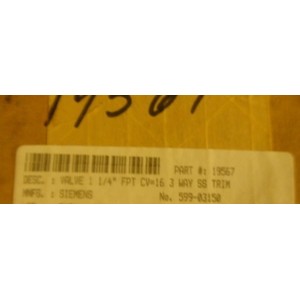 19567
PART #: 19567
DESC. : VALVE 1 1/4" FPT CV=16 3 WAY SS TRIM
MNFG. : SIEMENS No. 599-03150